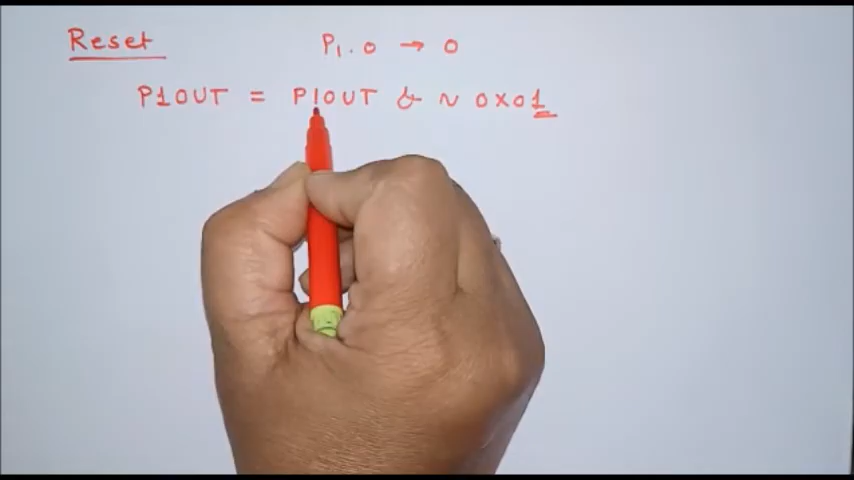 Reset
P1.0 → 0
P1OUT = P1OUT & ~ 0x01